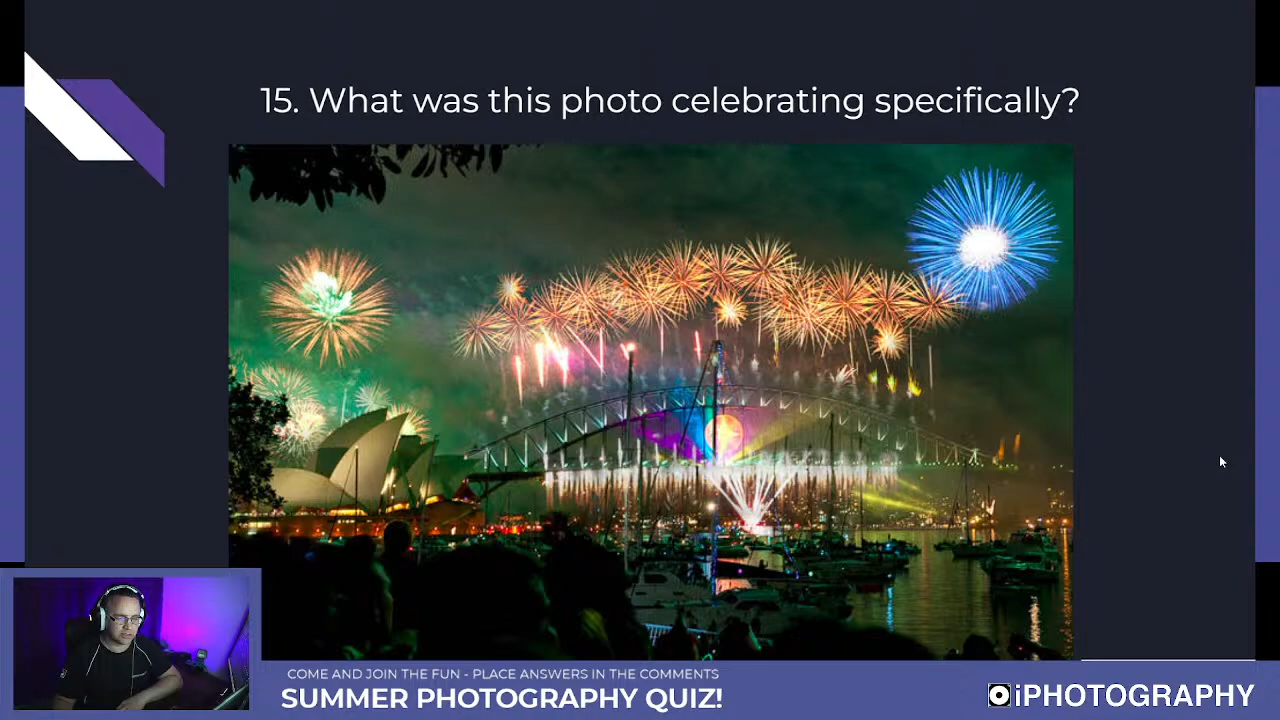 15. What was this photo celebrating specifically?
COME AND JOIN THE FUN - PLACE ANSWERS IN THE COMMENTS
SUMMER PHOTOGRAPHY QUIZ!
iPHOTOGRAPHY